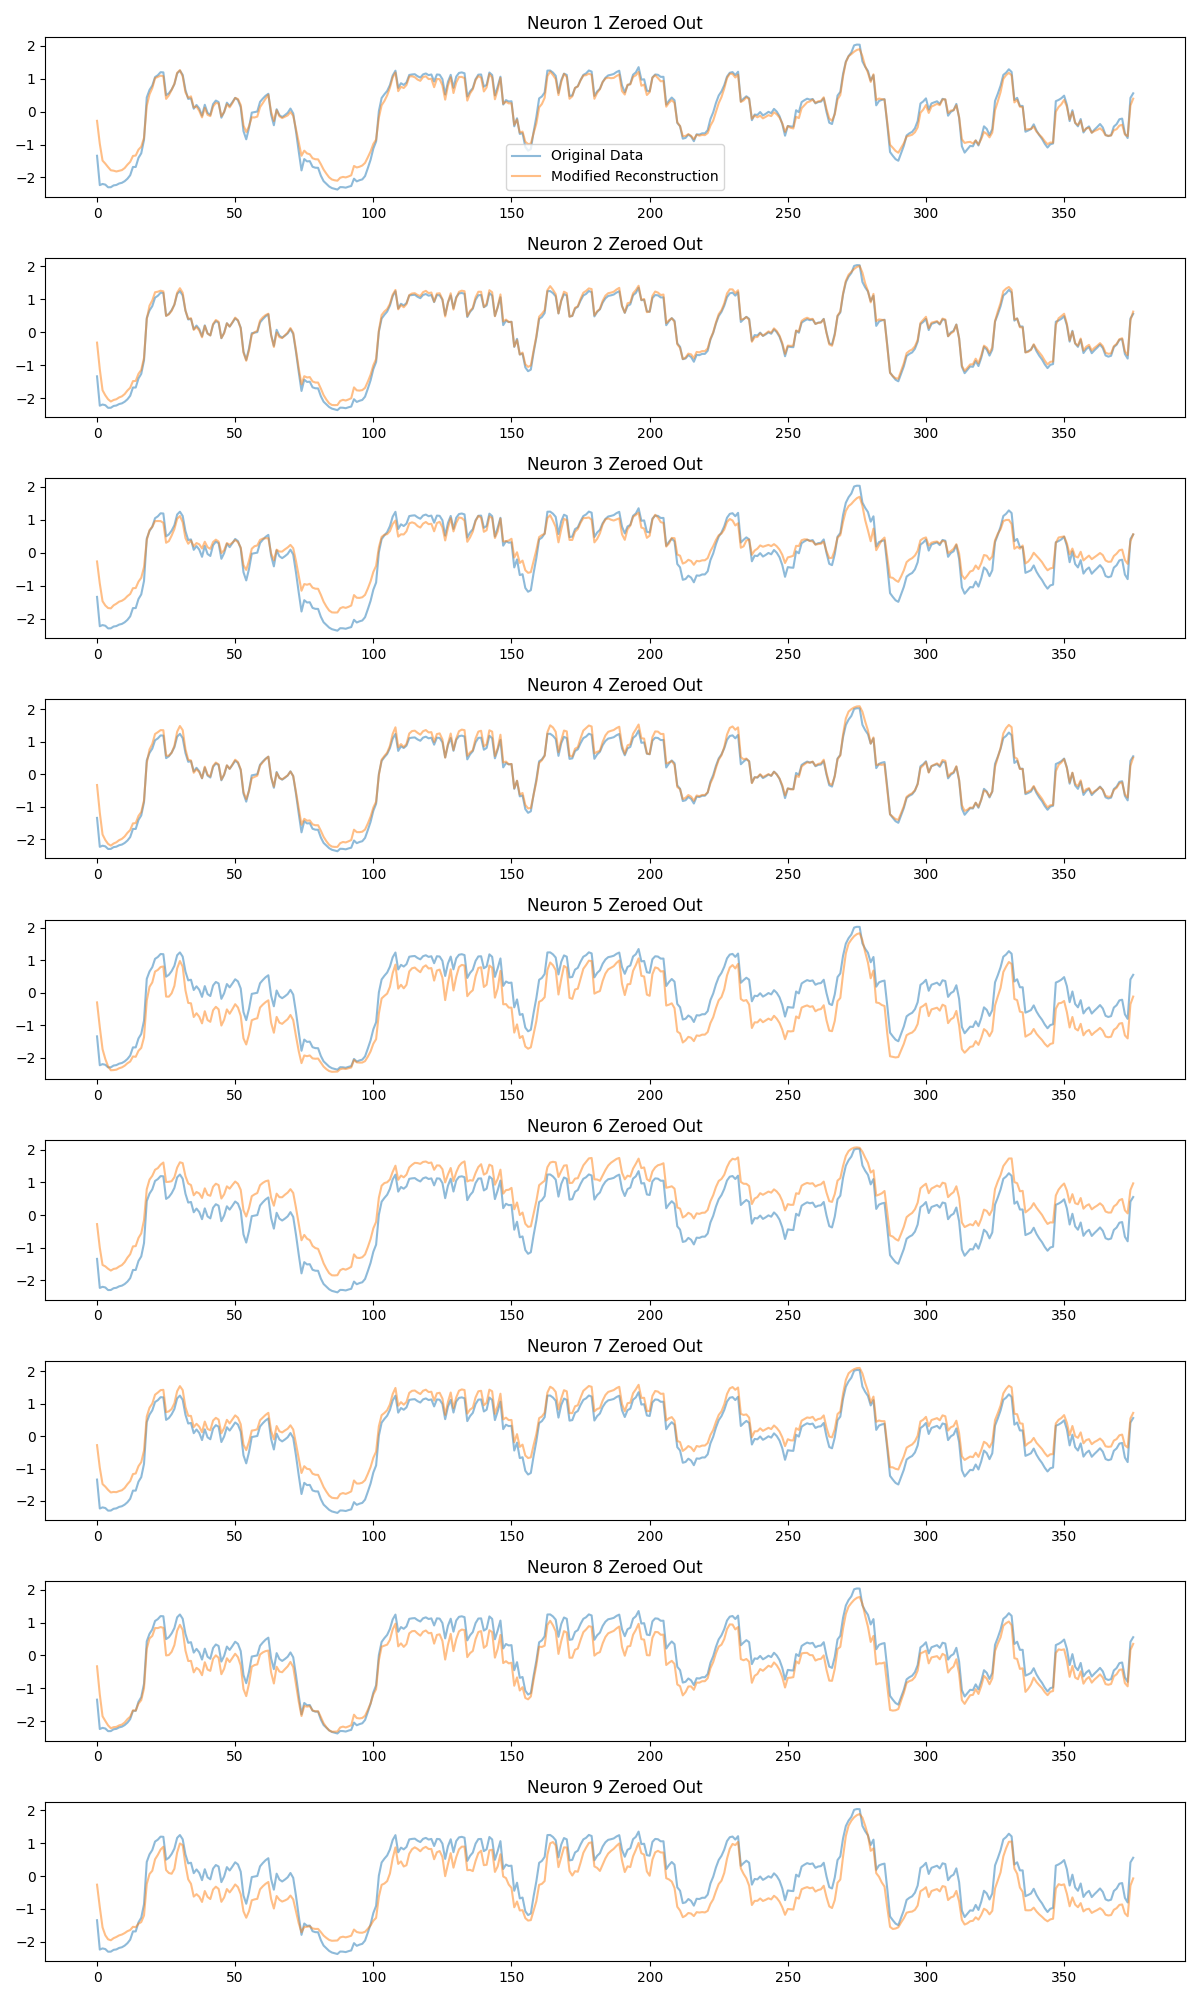 Neuron 1 Zeroed Out
2
1
0
−1
−2
Original Data
Modified Reconstruction
0 50 100 150 200 250 300 350
Neuron 2 Zeroed Out
2
1
0
−1
−2
0 50 100 150 200 250 300 350
Neuron 3 Zeroed Out
2
1
0
−1
−2
0 50 100 150 200 250 300 350
Neuron 4 Zeroed Out
2
1
0
−1
−2
0 50 100 150 200 250 300 350
Neuron 5 Zeroed Out
2
1
0
−1
−2
0 50 100 150 200 250 300 350
Neuron 6 Zeroed Out
2
1
0
−1
−2
0 50 100 150 200 250 300 350
Neuron 7 Zeroed Out
2
1
0
−1
−2
0 50 100 150 200 250 300 350
Neuron 8 Zeroed Out
2
1
0
−1
−2
0 50 100 150 200 250 300 350
Neuron 9 Zeroed Out
2
1
0
−1
−2
0 50 100 150 200 250 300 350